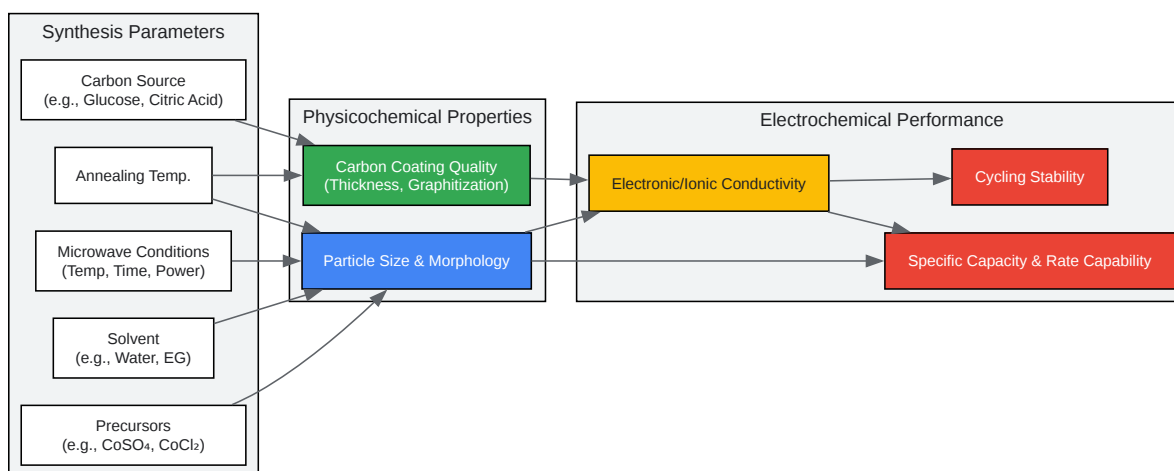 Synthesis Parameters
Carbon Source
(e.g., Glucose, Citric Acid)
Annealing Temp.
Microwave Conditions
(Temp, Time, Power)
Solvent
(e.g., Water, EG)
Precursors
(e.g., CoSO₄, CoCl₂)
Physicochemical Properties
Carbon Coating Quality
(Thickness, Graphitization)
Particle Size & Morphology
Electrochemical Performance
Electronic/Ionic Conductivity
Cycling Stability
Specific Capacity & Rate Capability